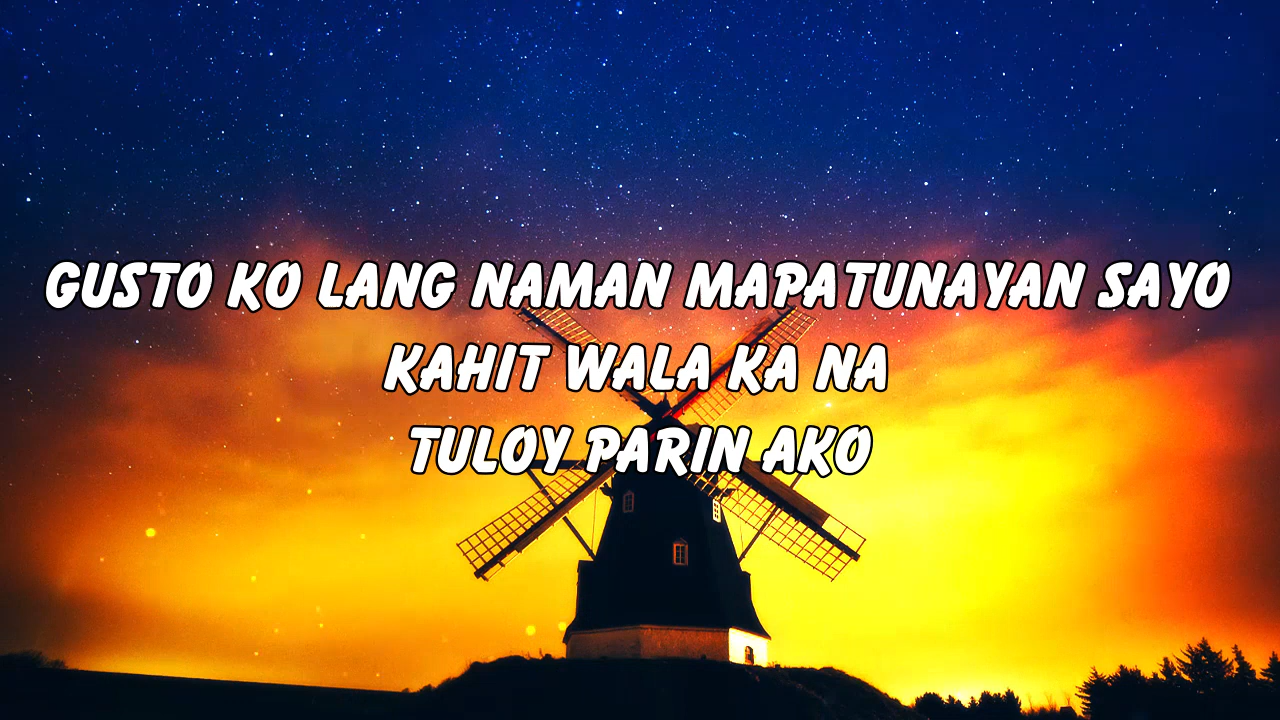 GUSTO KO LANG NAMAN MAPATUNAYAN SAYO
KAHIT WALA KA NA
TULOY PARIN AKO